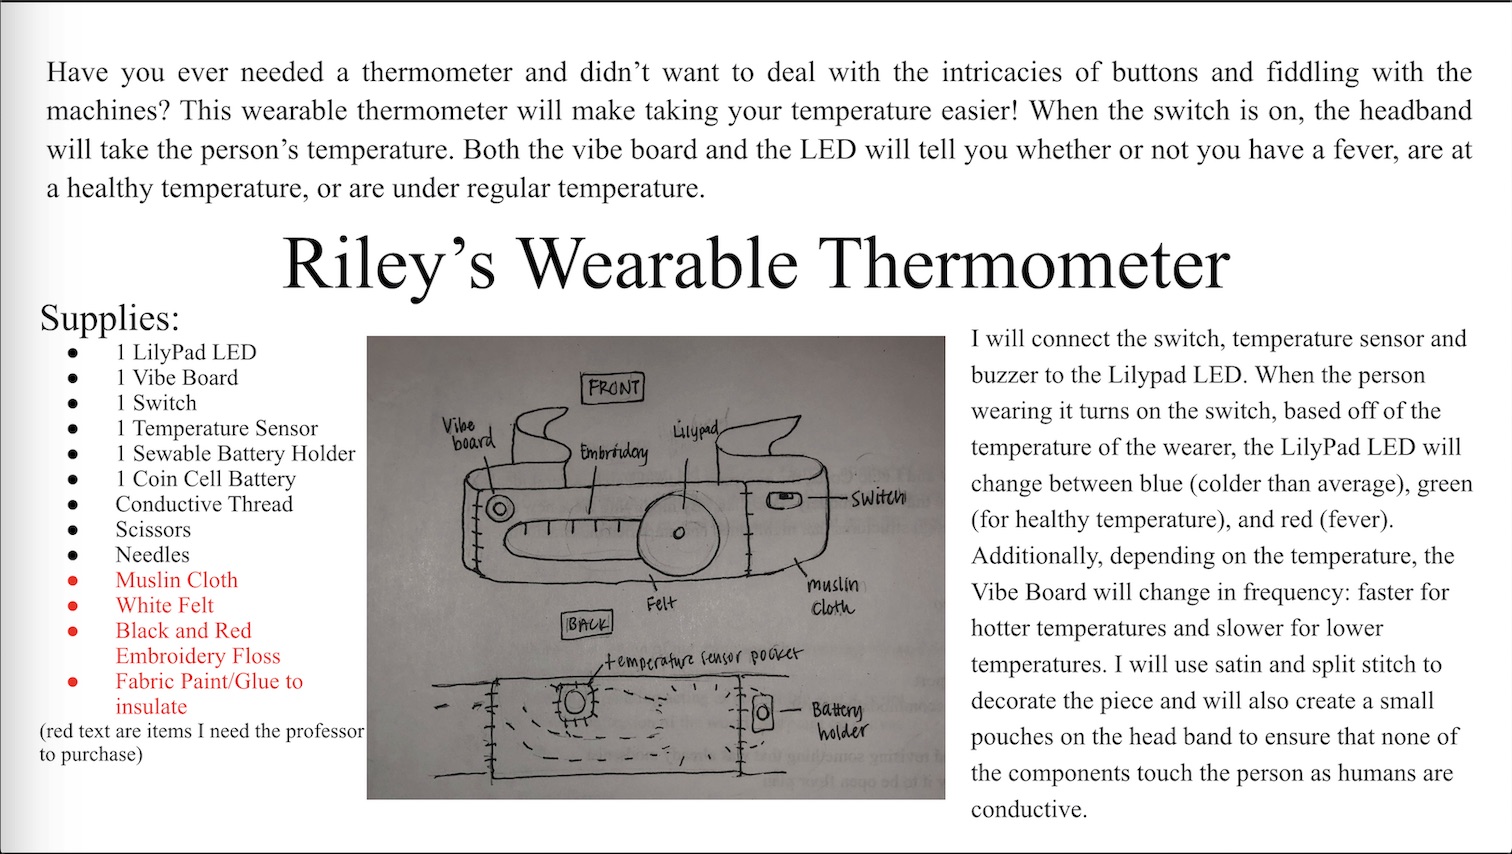 Have you ever needed a thermometer and didn't want to deal with the intricacies of buttons and fiddling with the
machines? This wearable thermometer will make taking your temperature easier! When the switch is on, the headband
will take the person's temperature. Both the vibe board and the LED will tell you whether or not you have a fever, are at
a healthy temperature, or are under regular temperature.
Riley's Wearable Thermometer
Supplies:
● 1 LilyPad LED
● 1 Vibe Board
● 1 Switch
● 1 Temperature Sensor
● 1 Sewable Battery Holder
● 1 Coin Cell Battery
● Conductive Thread
● Scissors
● Needles
● Muslin Cloth
● White Felt
● Black and Red
Embroidery Floss
● Fabric Paint/Glue to
insulate
(red text are items I need the professor
to purchase)
FRONT
Vibe
board
Embroidory
Lilypad
Switch
muslin
cloth
Felt
BACK
temperature sensor pocket
Battery
holder
I will connect the switch, temperature sensor and
buzzer to the Lilypad LED. When the person
wearing it turns on the switch, based off of the
temperature of the wearer, the LilyPad LED will
change between blue (colder than average), green
(for healthy temperature), and red (fever).
Additionally, depending on the temperature, the
Vibe Board will change in frequency: faster for
hotter temperatures and slower for lower
temperatures. I will use satin and split stitch to
decorate the piece and will also create a small
pouches on the head band to ensure that none of
the components touch the person as humans are
conductive.